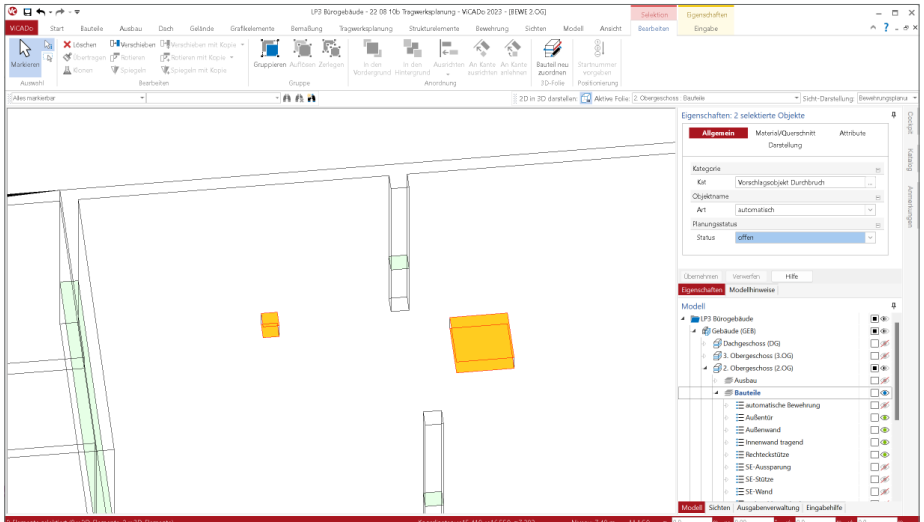 LP3 Bürogebäude - 22 08 10b Tragwerksplanung - ViCADo 2023 - [BEWE 2.OG]
Selektion
Eigenschaften
ViCADo Start Bauteile Ausbau Dach Gelände Grafikelemente Bemaßung Tragwerksplanung Strukturelemente Bewehrung Sichten Modell Ansicht Bearbeiten Eingabe
Markieren
Löschen
Übertragen
Klonen
Verschieben
Rotieren
Spiegeln
Verschieben mit Kopie
Rotieren mit Kopie
Spiegeln mit Kopie
Gruppieren Auflösen Zerlegen
In den Vordergrund
In den Hintergrund
Ausrichten
An Kante ausrichten
An Kante anlehnen
Bauteil neu zuordnen
Startnummer vergeben
Auswahl Bearbeiten Gruppe Anordnung 3D-Folie Positionierung
Alles markierbar
2D in 3D darstellen: Aktive Folie: 2. Obergeschoss : Bauteile Sicht-Darstellung: Bewehrungsplanu
Eigenschaften: 2 selektierte Objekte
Allgemein Material/Querschnitt Attribute
Darstellung
Kategorie
Kat Vorschlagsobjekt Durchbruch ...
Objektname
Art automatisch
Planungsstatus
Status offen
Übernehmen Verwerfen Hilfe
Eigenschaften Modellhinweise
Cockpit
Katalog
Anmerkungen
Modell
LP3 Bürogebäude
Gebäude (GEB)
Dachgeschoss (DG)
3. Obergeschoss (3.OG)
2. Obergeschoss (2.OG)
Ausbau
Bauteile
automatische Bewehrung
Außentür
Außenwand
Innenwand tragend
Rechteckstütze
SE-Aussparung
SE-Stütze
SE-Wand
Modell Sichten Ausgabenverwaltung Eingabehilfe